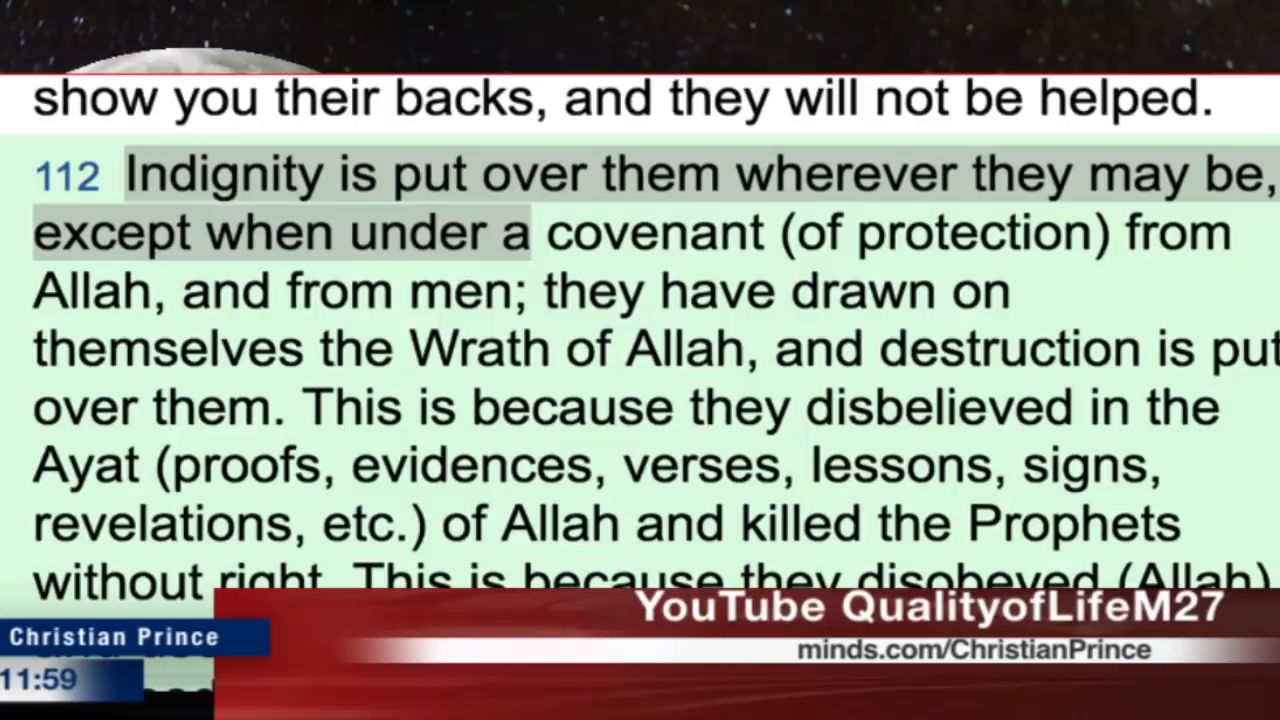 show you their backs, and they will not be helped.
112 Indignity is put over them wherever they may be,
except when under a covenant (of protection) from
Allah, and from men; they have drawn on
themselves the Wrath of Allah, and destruction is put
over them. This is because they disbelieved in the
Ayat (proofs, evidences, verses, lessons, signs,
revelations, etc.) of Allah and killed the Prophets
without right. This is because they disobeyed (Allah)
YouTube QualityofLifeM27
Christian Prince
minds.com/ChristianPrince
11:59